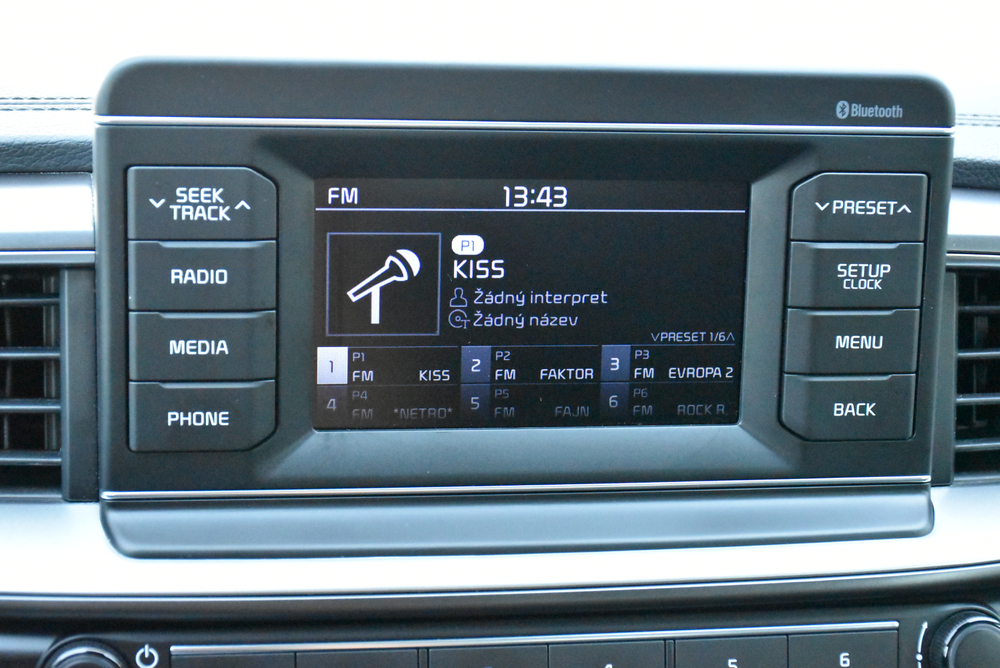 Bluetooth
SEEK
TRACK
RADIO
MEDIA
PHONE
FM 13:43
P1
KISS
Žádný interpret
Žádný název
PRESET 1/6
1 P1 FM KISS
2 P2 FM FAKTOR
3 P3 FM EVROPA 2
4 P4 FM *NETRO*
5 P5 FM FAJN
6 P6 FM ROCK R.
PRESET
SETUP
CLOCK
MENU
BACK
5
6